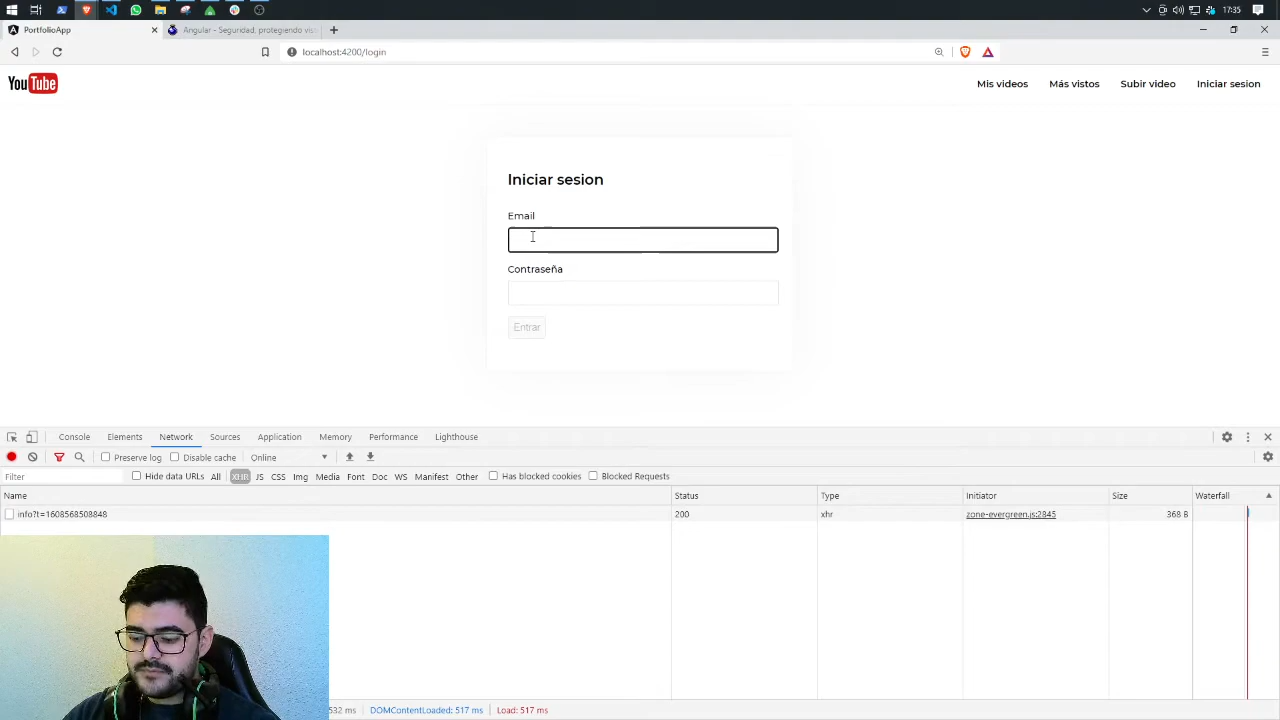 17:35
PortfolioApp
Angular - Seguridad, protegiendo vist
localhost:4200/login
YouTube
Mis videos Más vistos Subir video Iniciar sesion
Iniciar sesion
Email
Contraseña
Entrar
Console Elements Network Sources Application Memory Performance Lighthouse
Preserve log Disable cache Online
Filter Hide data URLs All XHR JS CSS Img Media Font Doc WS Manifest Other Has blocked cookies Blocked Requests
Name Status Type Initiator Size Waterfall
info?t=1608568508848 200 xhr zone-evergreen.js:2845 368 B
532 ms DOMContentLoaded: 517 ms Load: 517 ms